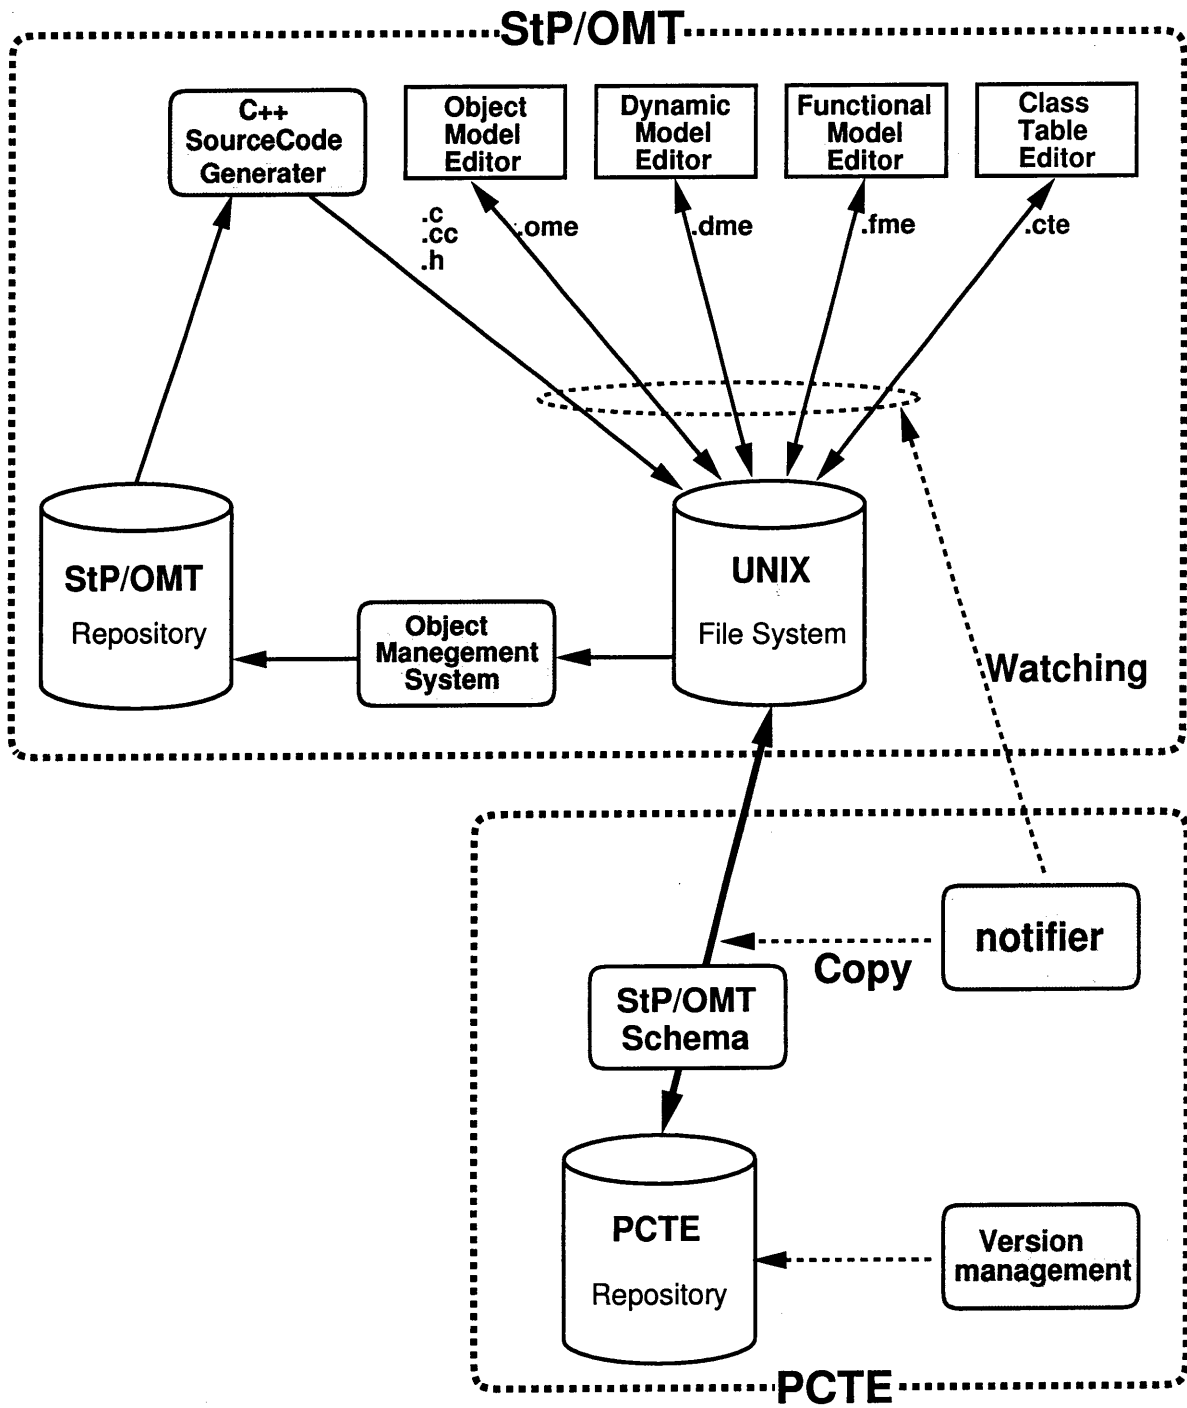 StP/OMT
C++
SourceCode
Generater
Object
Model
Editor
Dynamic
Model
Editor
Functional
Model
Editor
Class
Table
Editor
.c
.cc
.h
.ome
.dme
.fme
.cte
StP/OMT
Repository
Object
Manegement
System
UNIX
File System
Watching
notifier
Copy
StP/OMT
Schema
PCTE
Repository
Version
management
PCTE